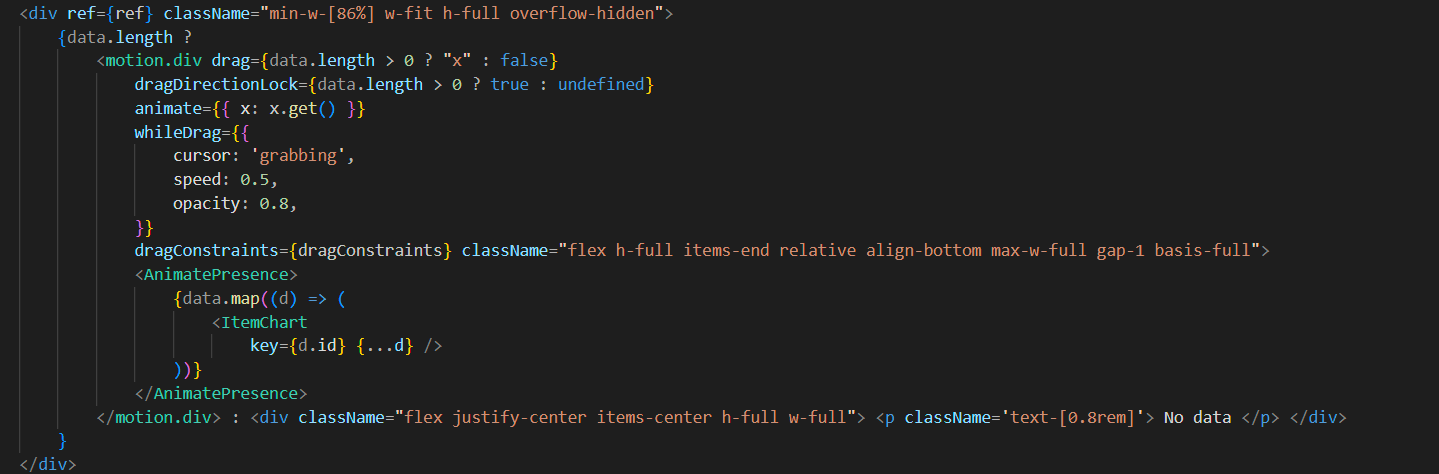 <div ref={ref} className="min-w-[86%] w-fit h-full overflow-hidden">
    {data.length ?
        <motion.div drag={data.length > 0 ? "x" : false}
            dragDirectionLock={data.length > 0 ? true : undefined}
            animate={{ x: x.get() }}
            whileDrag={{
                cursor: 'grabbing',
                speed: 0.5,
                opacity: 0.8,
            }}
            dragConstraints={dragConstraints} className="flex h-full items-end relative align-bottom max-w-full gap-1 basis-full">
            <AnimatePresence>
                {data.map((d) => (
                    <ItemChart
                        key={d.id} {...d} />
                ))}
            </AnimatePresence>
        </motion.div> : <div className="flex justify-center items-center h-full w-full"> <p className='text-[0.8rem]'> No data </p> </div>
    }
</div>